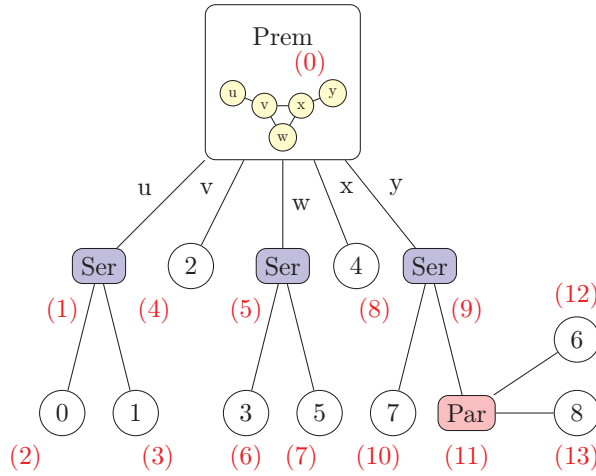 Prem
(0)
u
v
x
y
w
u
v
w
x
y
Ser
2
Ser
4
Ser
(1)
(4)
(5)
(8)
(9)
(12)
6
0
1
3
5
7
Par
8
(2)
(3)
(6)
(7)
(10)
(11)
(13)